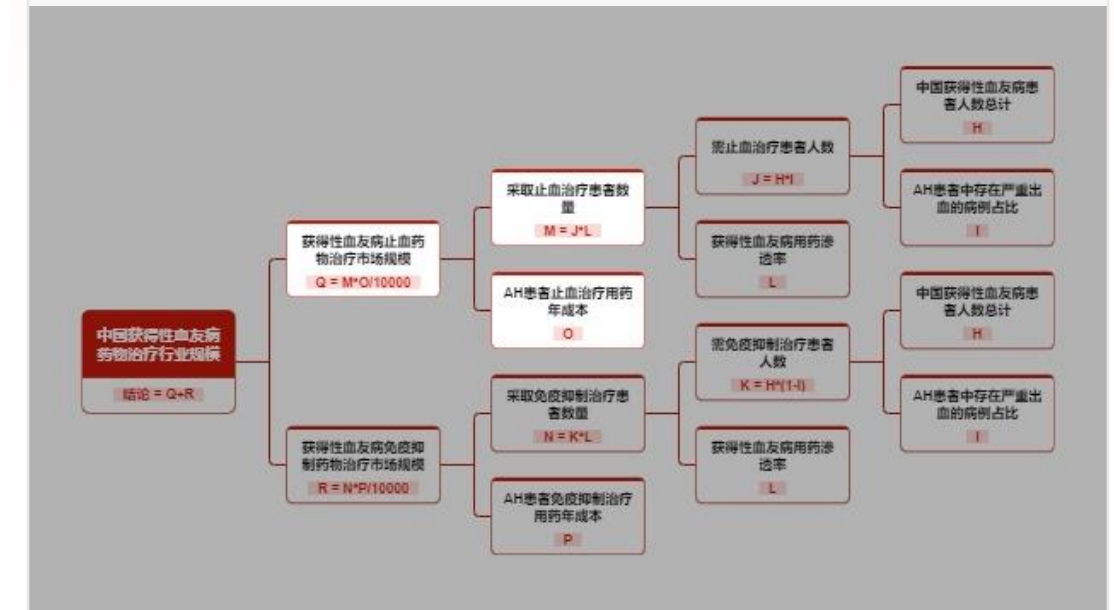 中国获得性血友病
药物治疗行业规模
结论 = Q+R
获得性血友病止血药
物治疗市场规模
Q = M*O/10000
获得性血友病免疫抑
制药物治疗市场规模
R = N*P/10000
采取止血治疗患者数
量
M = J*L
AH患者止血治疗用药
年成本
O
采取免疫抑制治疗患
者数量
N = K*L
AH患者免疫抑制治疗
用药年成本
P
需止血治疗患者人数
J = H*I
获得性血友病用药渗
透率
L
需免疫抑制治疗患者
人数
K = H*(1-I)
获得性血友病用药渗
透率
L
中国获得性血友病患
者人数总计
H
AH患者中存在严重出
血的病例占比
I
中国获得性血友病患
者人数总计
H
AH患者中存在严重出
血的病例占比
I